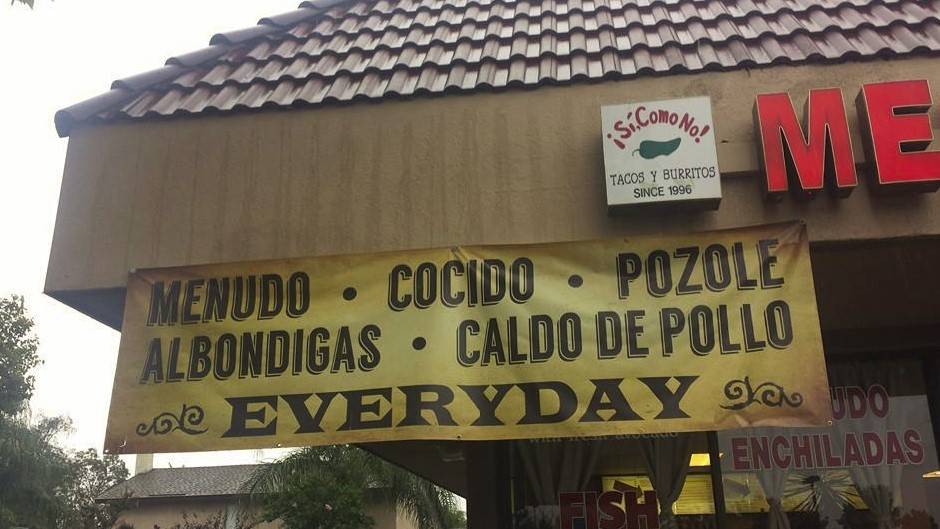 ¡Sí, Como No!
TACOS Y BURRITOS
SINCE 1996
ME
MENUDO • COCIDO • POZOLE
ALBONDIGAS • CALDO DE POLLO
EVERYDAY
UDO
ENCHILADAS
FISH